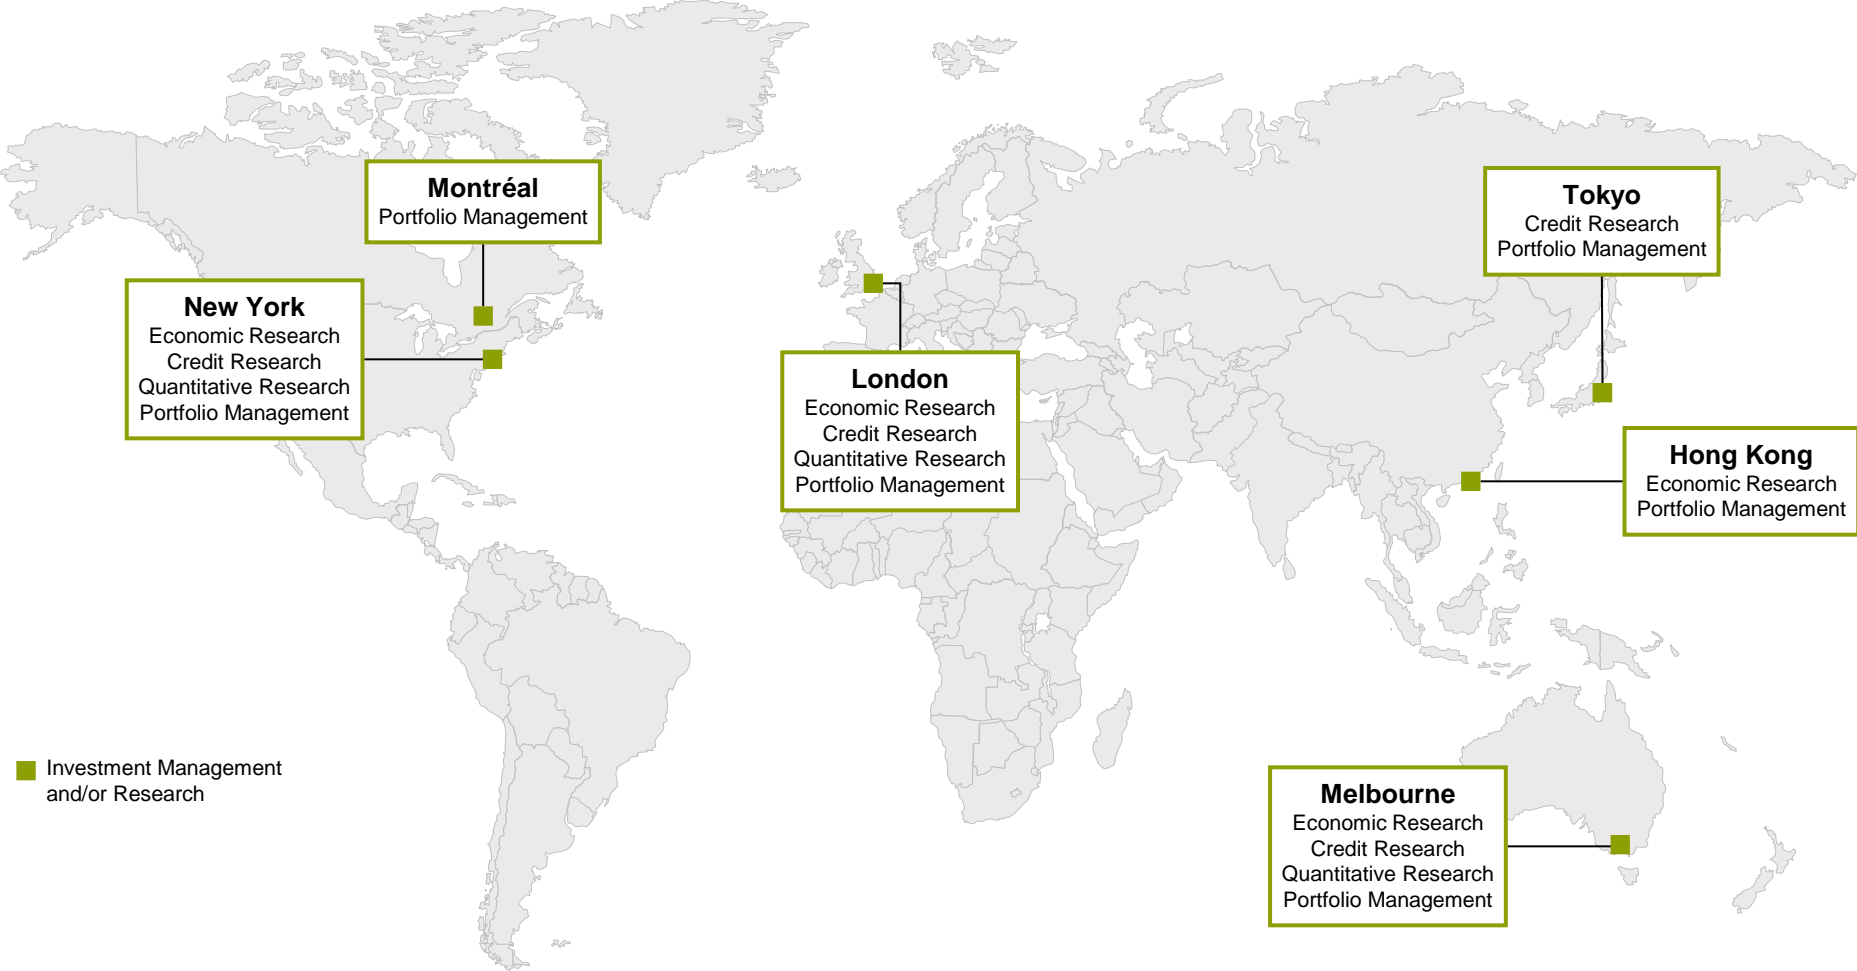 Montréal
Portfolio Management
New York
Economic Research
Credit Research
Quantitative Research
Portfolio Management
London
Economic Research
Credit Research
Quantitative Research
Portfolio Management
Tokyo
Credit Research
Portfolio Management
Hong Kong
Economic Research
Portfolio Management
Melbourne
Economic Research
Credit Research
Quantitative Research
Portfolio Management
Investment Management
and/or Research